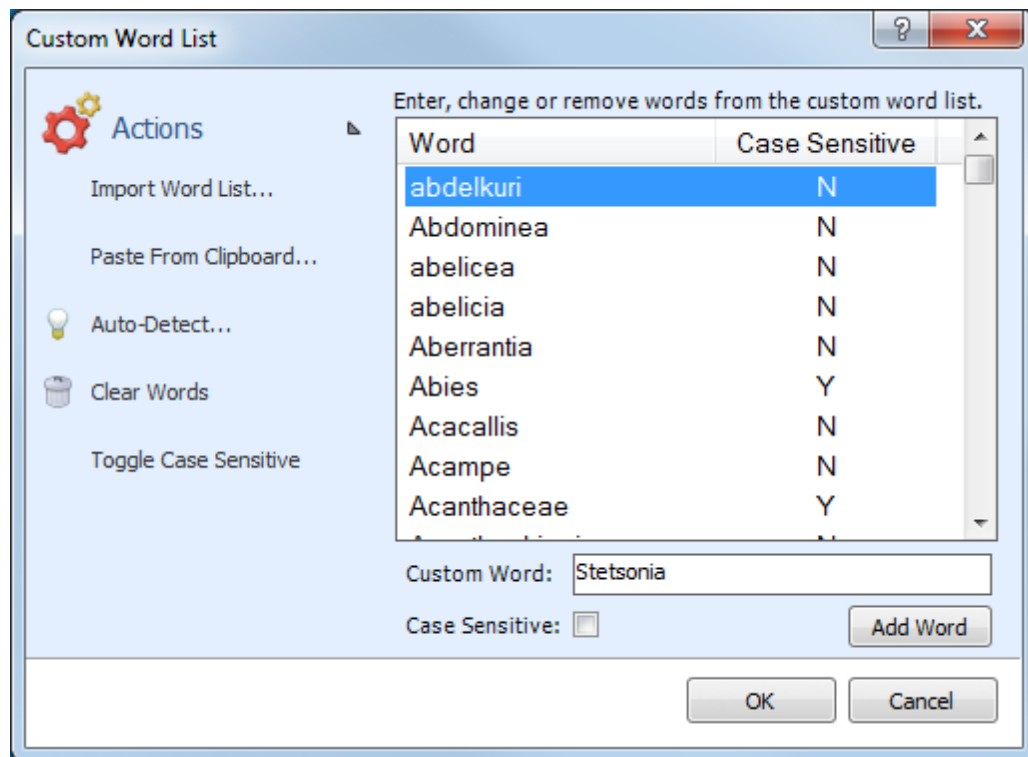 Custom Word List
Actions
Import Word List...
Paste From Clipboard...
Auto-Detect...
Clear Words
Toggle Case Sensitive
Enter, change or remove words from the custom word list.
Word Case Sensitive
abdelkuri N
Abdominea N
abelicea N
abelicia N
Aberrantia N
Abies Y
Acacallis N
Acampe N
Acanthaceae Y
Custom Word: Stetsonia
Case Sensitive:
Add Word
OK Cancel